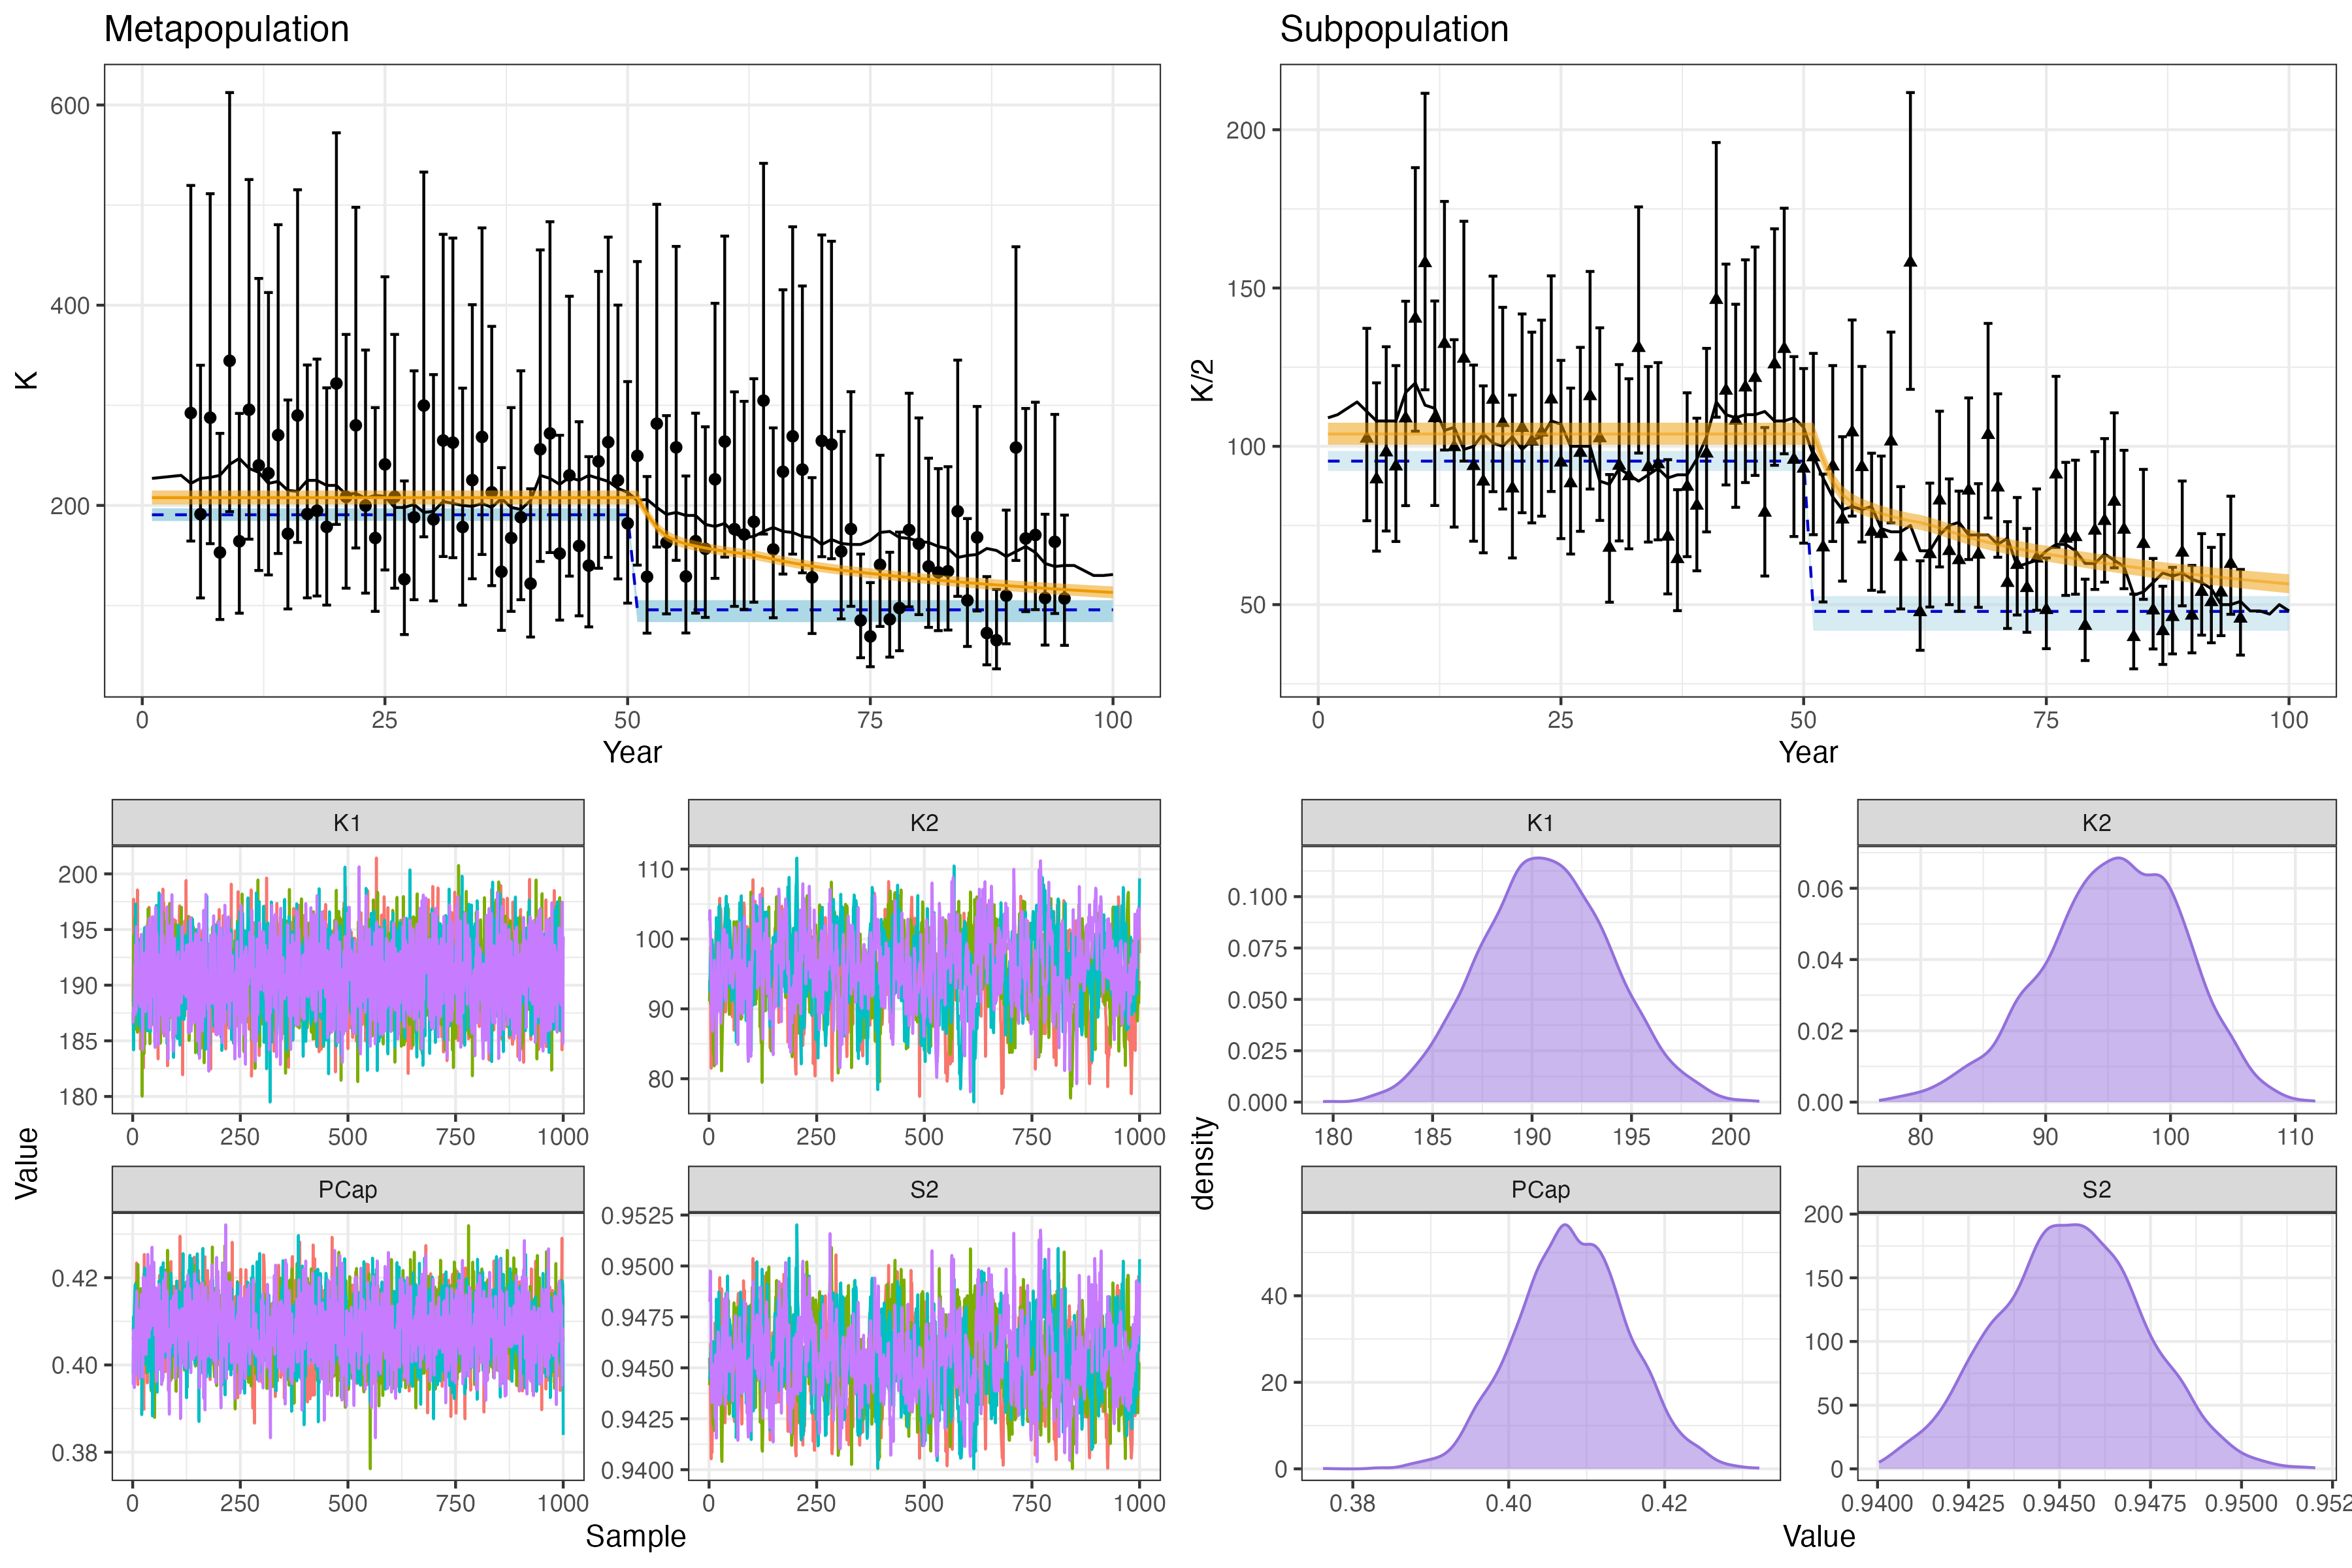 Metapopulation
Subpopulation
K
600
400
200
0 25 50 75 100
Year
K/2
200
150
100
50
0 25 50 75 100
Year
Value
K1
200
195
190
185
180
0 250 500 750 1000
K2
110
100
90
80
0 250 500 750 1000
PCap
0.42
0.40
0.38
0 250 500 750 1000
S2
0.9525
0.9500
0.9475
0.9450
0.9425
0.9400
0 250 500 750 1000
Sample
density
K1
0.100
0.075
0.050
0.025
0.000
180 185 190 195 200
K2
0.06
0.04
0.02
0.00
80 90 100 110
PCap
40
20
0
0.38 0.40 0.42
S2
200
150
100
50
0
0.9400 0.9425 0.9450 0.9475 0.9500 0.952
Value